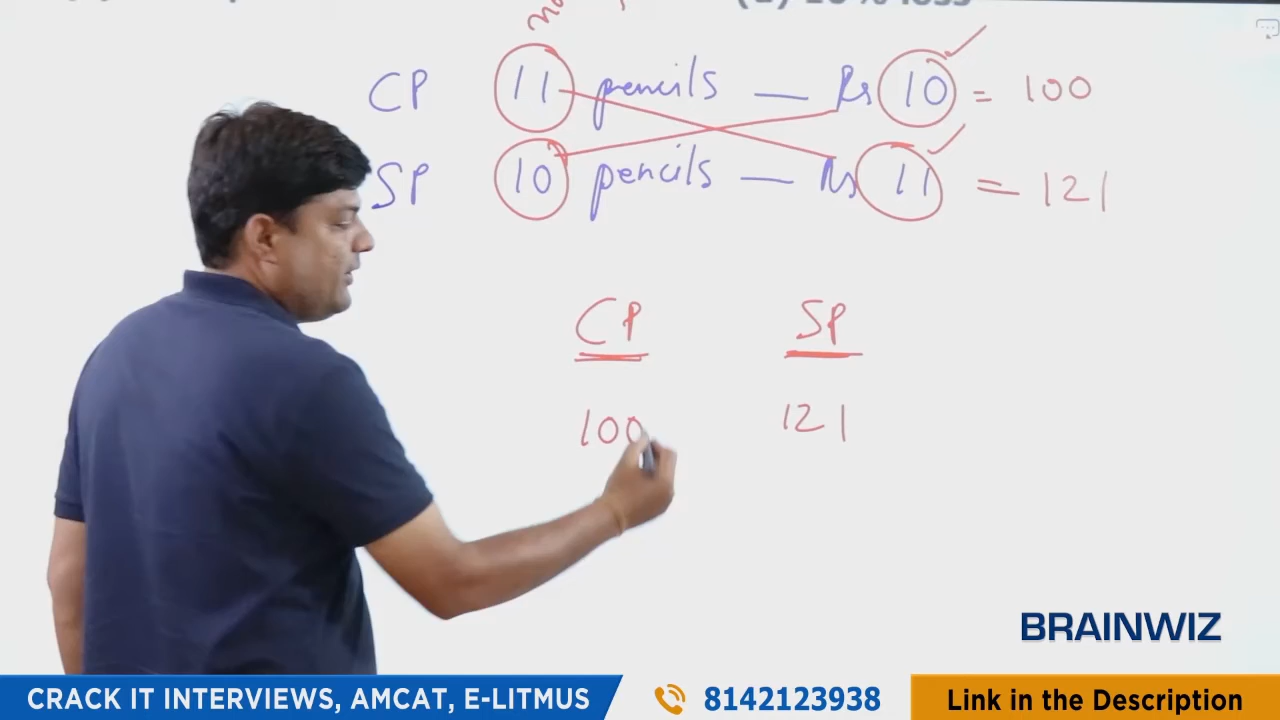 CP 11 pencils — Rs 10 = 100
SP 10 pencils — Rs 11 = 121
CP SP
100 121
BRAINWIZ
CRACK IT INTERVIEWS, AMCAT, E-LITMUS 8142123938 Link in the Description